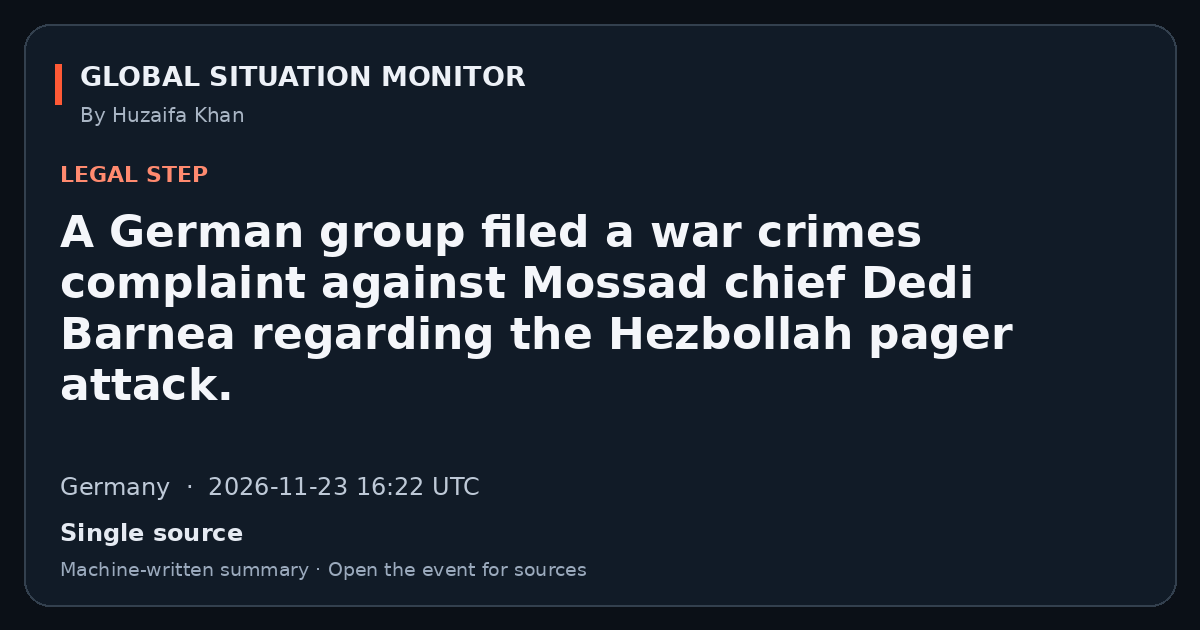 GLOBAL SITUATION MONITOR
By Huzaifa Khan
LEGAL STEP
A German group filed a war crimes
complaint against Mossad chief Dedi
Barnea regarding the Hezbollah pager
attack.
Germany · 2026-11-23 16:22 UTC
Single source
Machine-written summary · Open the event for sources